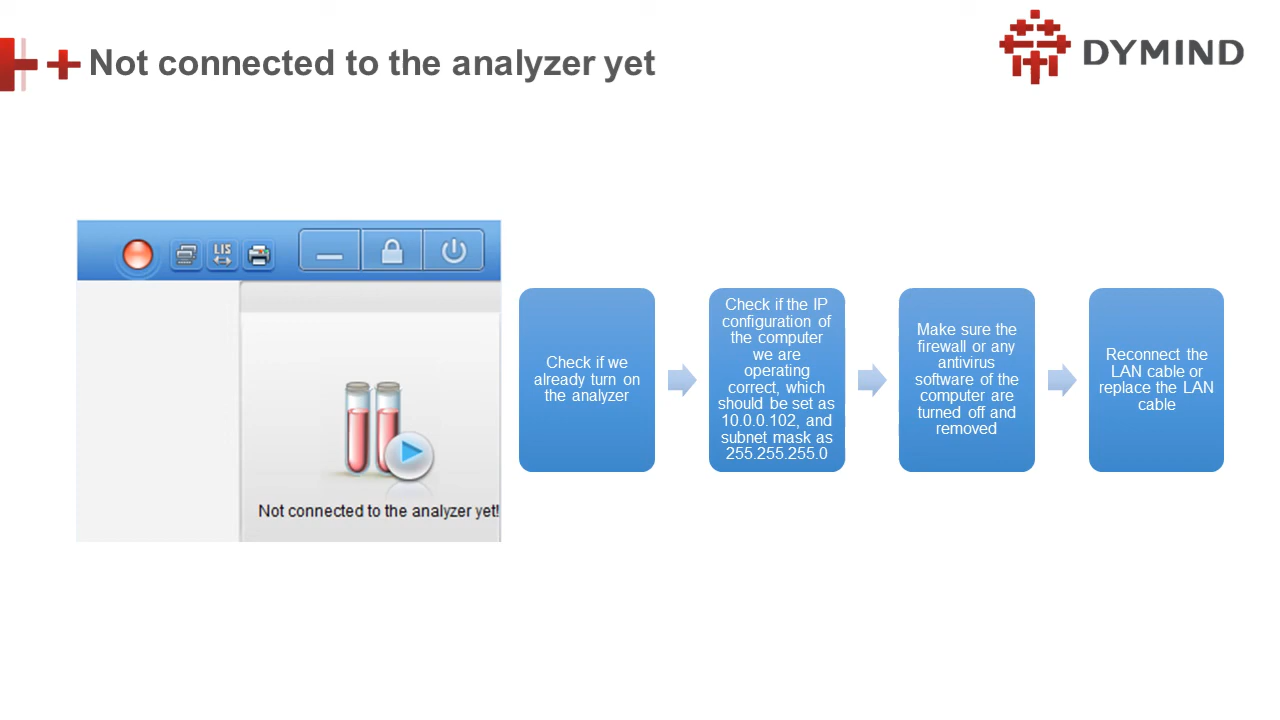 Not connected to the analyzer yet
DYMIND
LIS
Not connected to the analyzer yet!
Check if we
already turn on
the analyzer
Check if the IP
configuration of
the computer
we are
operating
correct, which
should be set as
10.0.0.102, and
subnet mask as
255.255.255.0
Make sure the
firewall or any
antivirus
software of the
computer are
turned off and
removed
Reconnect the
LAN cable or
replace the LAN
cable